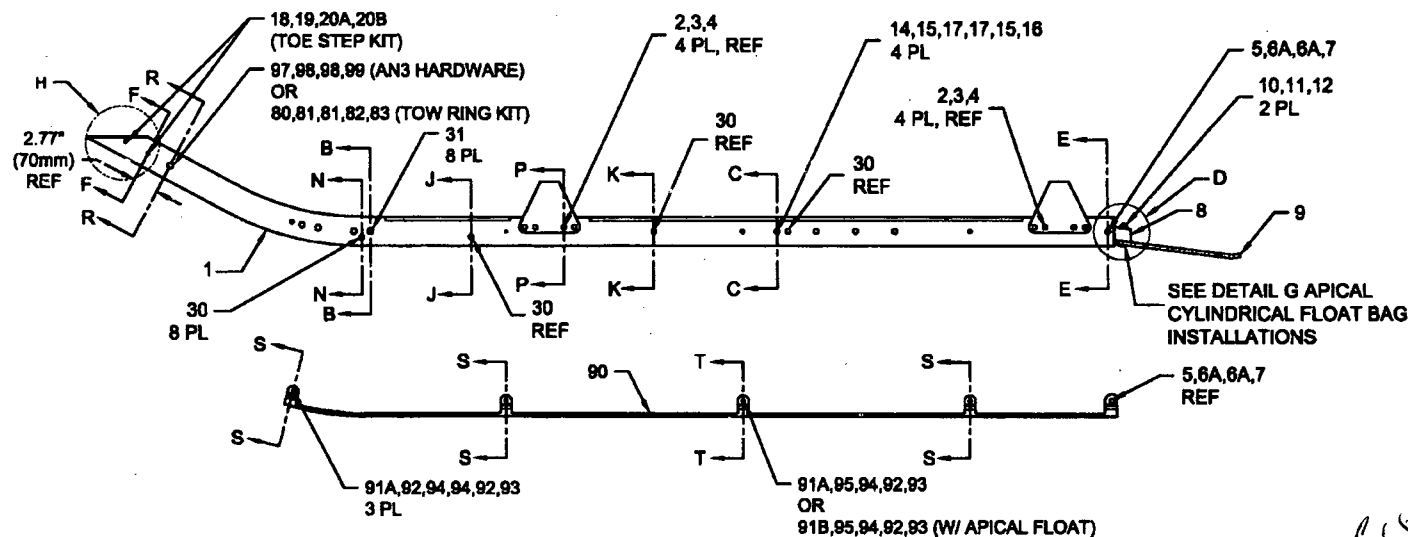 18,19,20A,20B
(TOE STEP KIT)
97,98,98,99 (AN3 HARDWARE)
OR
80,81,81,82,83 (TOW RING KIT)
2,3,4
4 PL, REF
14,15,17,17,15,16
4 PL
5,6A,6A,7
10,11,12
2 PL
H
R
F
2.77"
(70mm)
REF
F
R
31
8 PL
B
N
J
P
30
REF
K
C
30
REF
2,3,4
4 PL, REF
E
D
8
9
1
30
8 PL
N
B
J
30
REF
P
K
C
E
SEE DETAIL G APICAL
CYLINDRICAL FLOAT BAG
INSTALLATIONS
S
S
90
T
S
5,6A,6A,7
REF
S
S
T
S
91A,92,94,94,92,93
3 PL
91A,95,94,92,93
OR
91B,95,94,92,93 (W/ APICAL FLOAT)